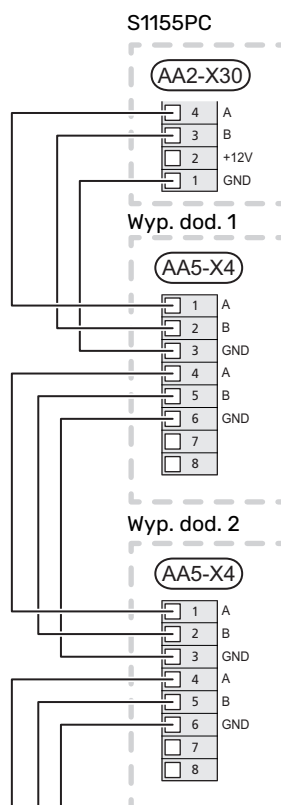 S1155PC
AA2-X30
4 A
3 B
2 +12V
1 GND
Wyp. dod. 1
AA5-X4
1 A
2 B
3 GND
4 A
5 B
6 GND
7
8
Wyp. dod. 2
AA5-X4
1 A
2 B
3 GND
4 A
5 B
6 GND
7
8